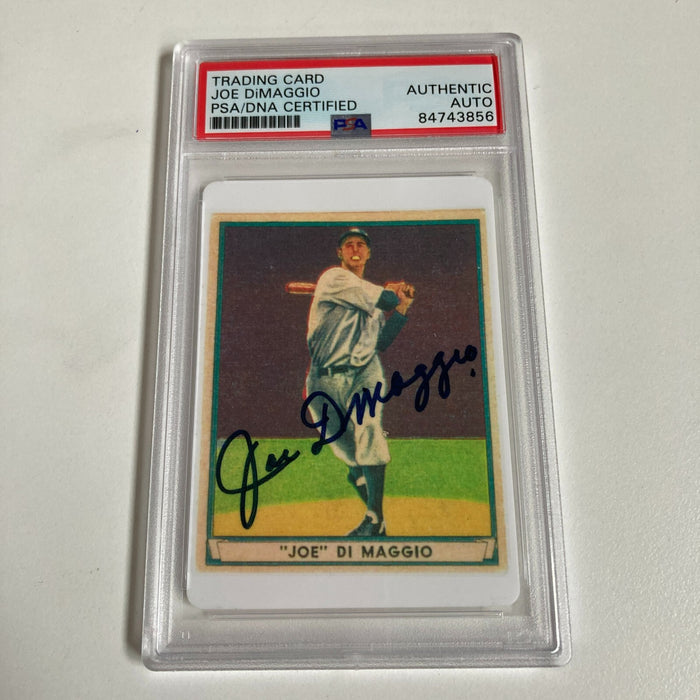 TRADING CARD
JOE DiMAGGIO
PSA/DNA CERTIFIED
AUTHENTIC
AUTO
84743856
PSA
Joe DiMaggio
"JOE" DI MAGGIO